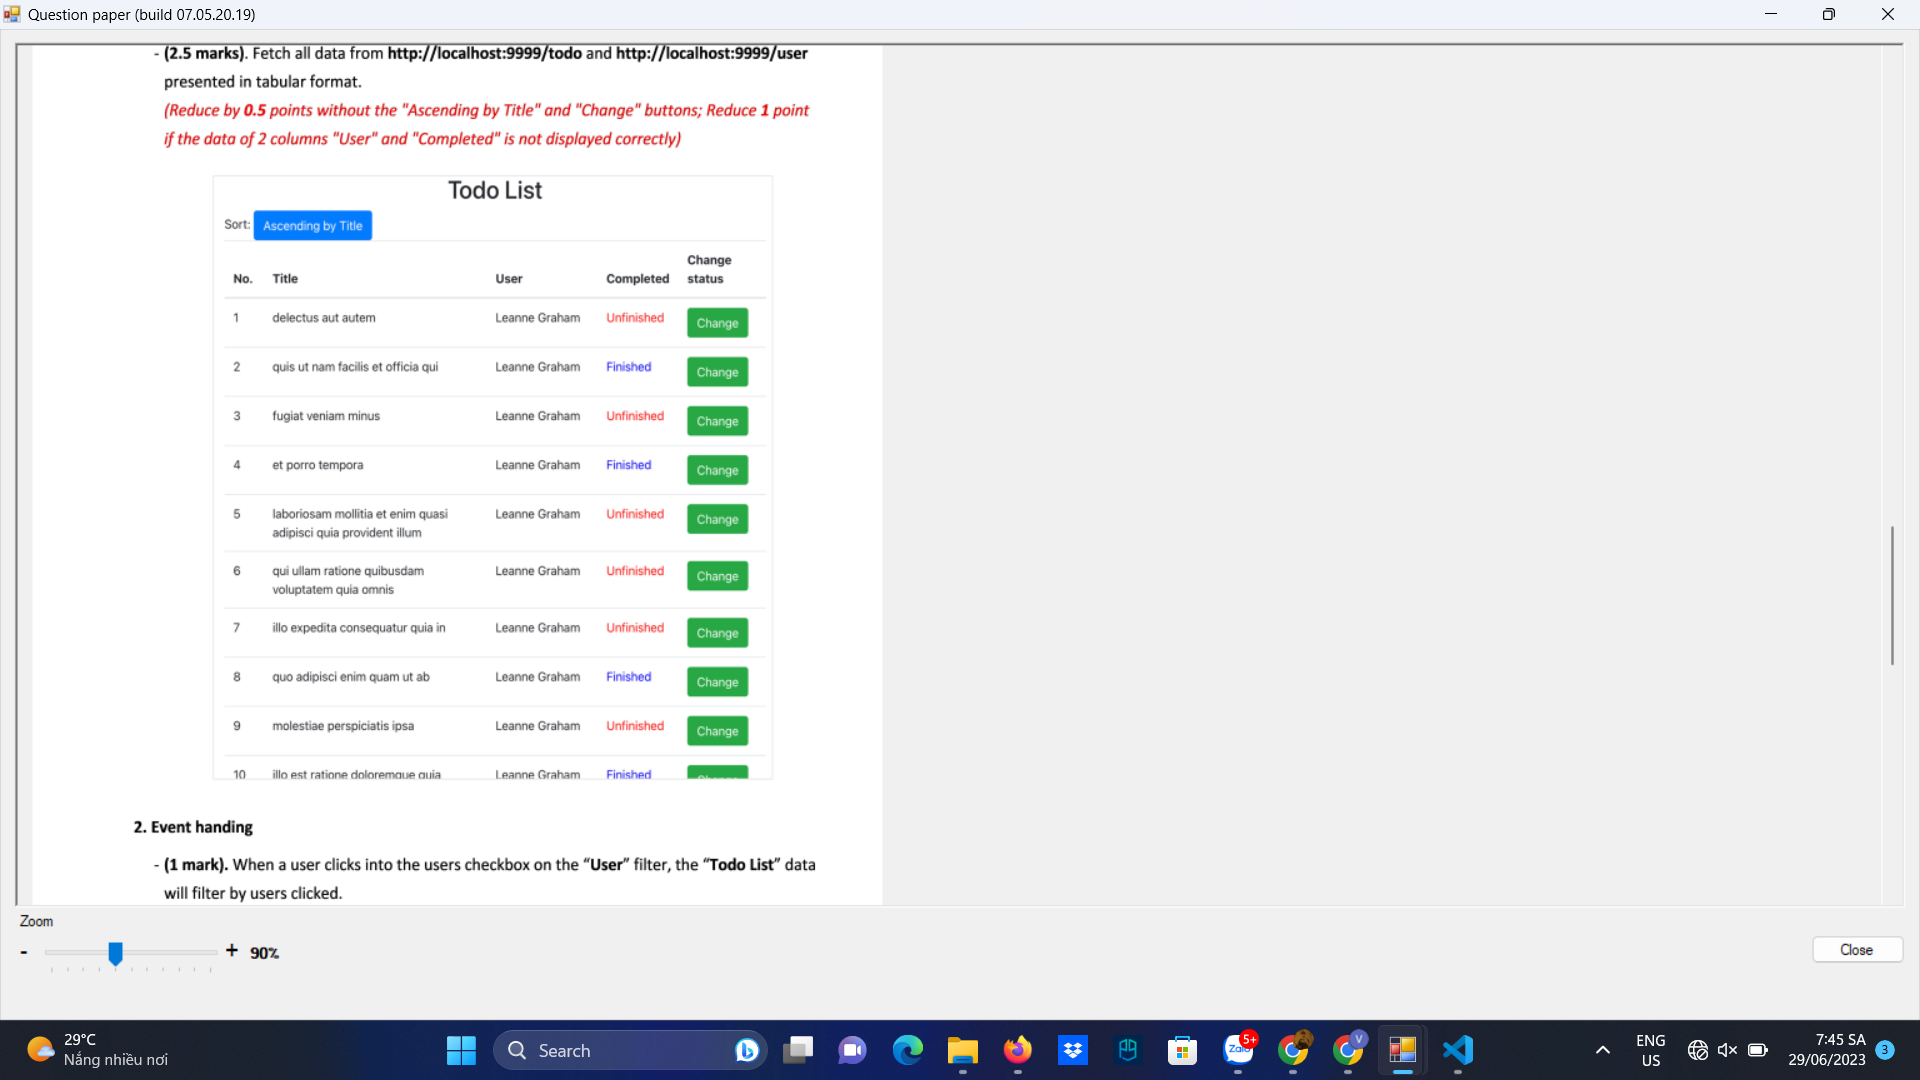 Question paper (build 07.05.20.19)
- (2.5 marks). Fetch all data from http://localhost:9999/todo and http://localhost:9999/user
presented in tabular format.
(Reduce by 0.5 points without the "Ascending by Title" and "Change" buttons; Reduce 1 point
if the data of 2 columns "User" and "Completed" is not displayed correctly)
Todo List
Sort: Ascending by Title
No. Title User Completed Change status
1 delectus aut autem Leanne Graham Unfinished Change
2 quis ut nam facilis et officia qui Leanne Graham Finished Change
3 fugiat veniam minus Leanne Graham Unfinished Change
4 et porro tempora Leanne Graham Finished Change
5 laboriosam mollitia et enim quasi Leanne Graham Unfinished Change
adipisci quia provident illum
6 qui ullam ratione quibusdam Leanne Graham Unfinished Change
voluptatem quia omnis
7 illo expedita consequatur quia in Leanne Graham Unfinished Change
8 quo adipisci enim quam ut ab Leanne Graham Finished Change
9 molestiae perspiciatis ipsa Leanne Graham Unfinished Change
10 illo est ratione doloremque quia Leanne Graham Finished Change
2. Event handing
- (1 mark). When a user clicks into the users checkbox on the “User” filter, the “Todo List” data
will filter by users clicked.
Zoom
- + 90%
Close
29°C
Nắng nhiều nơi
Search
Zalo
5+
V
ENG
US
7:45 SA
29/06/2023
3